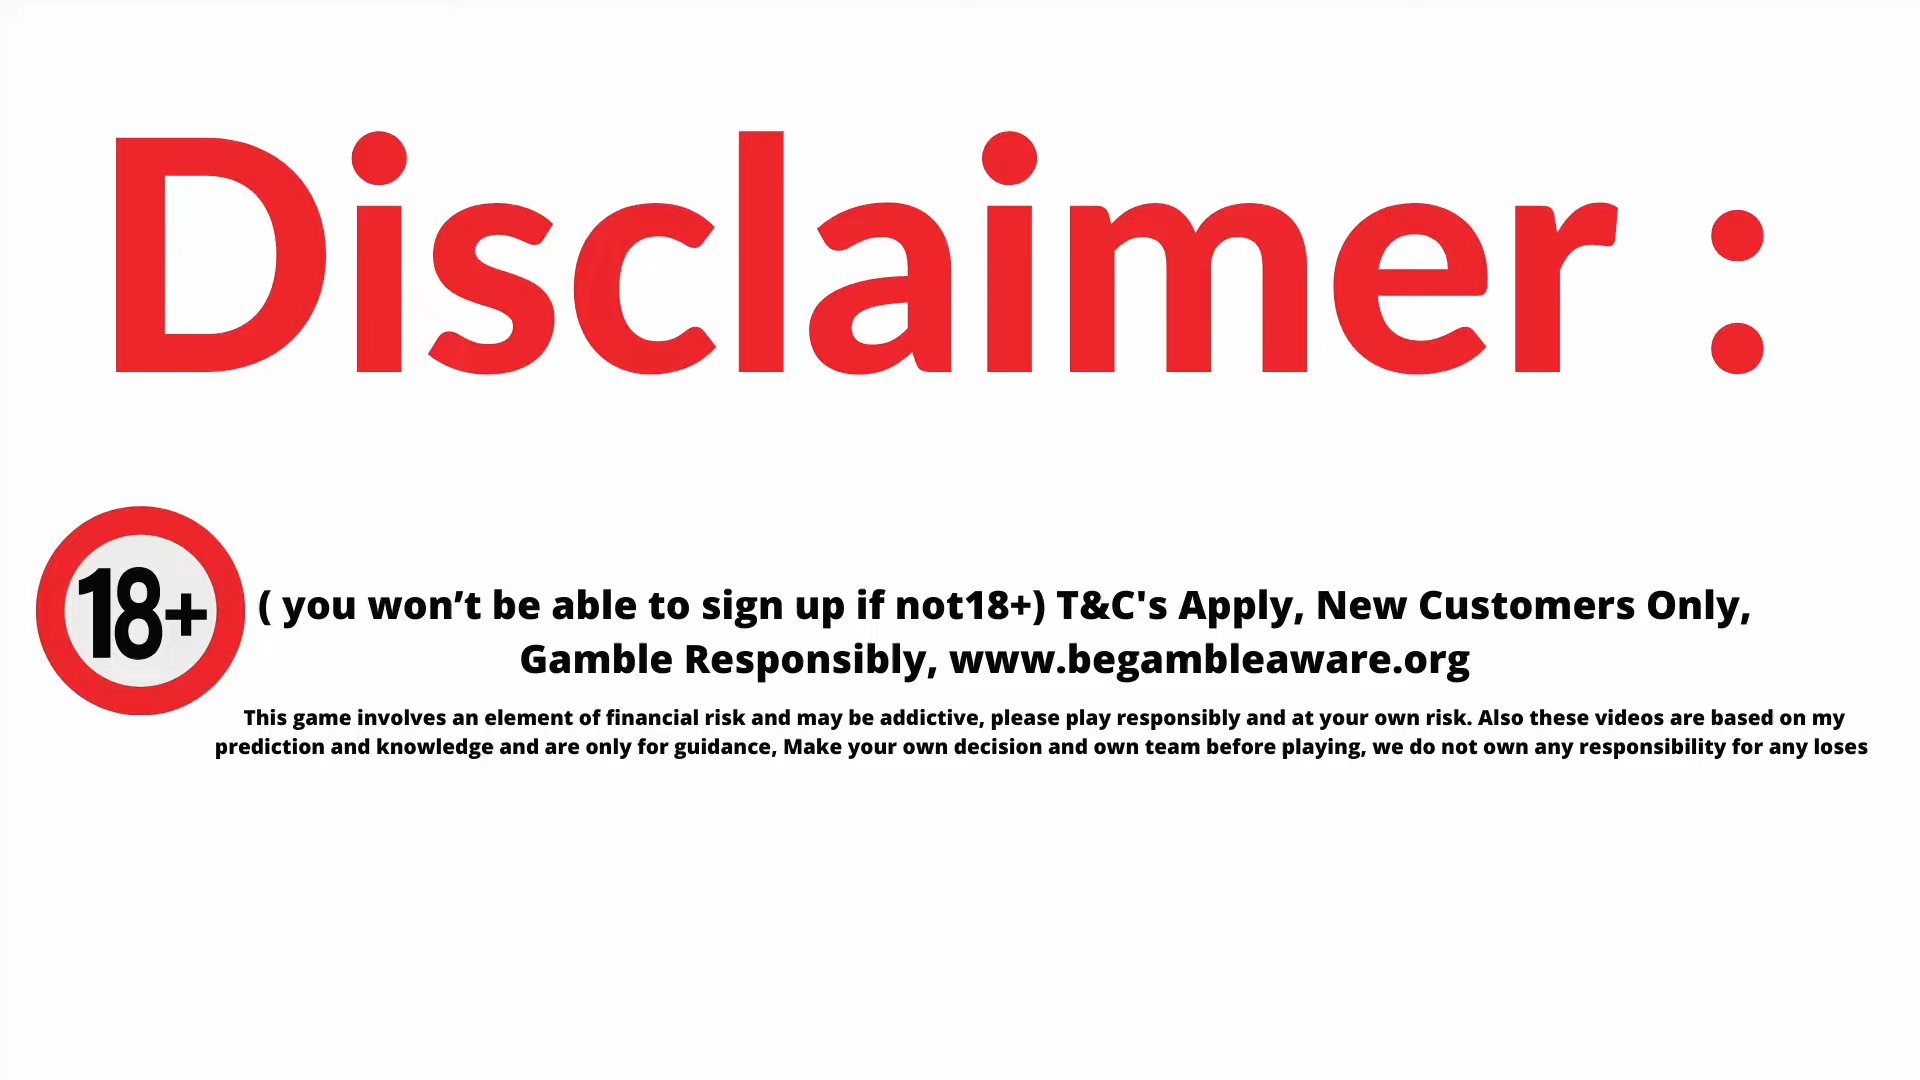 Disclaimer :
18+
( you won’t be able to sign up if not18+) T&C's Apply, New Customers Only,
Gamble Responsibly, www.begambleaware.org
This game involves an element of financial risk and may be addictive, please play responsibly and at your own risk. Also these videos are based on my
prediction and knowledge and are only for guidance, Make your own decision and own team before playing, we do not own any responsibility for any loses